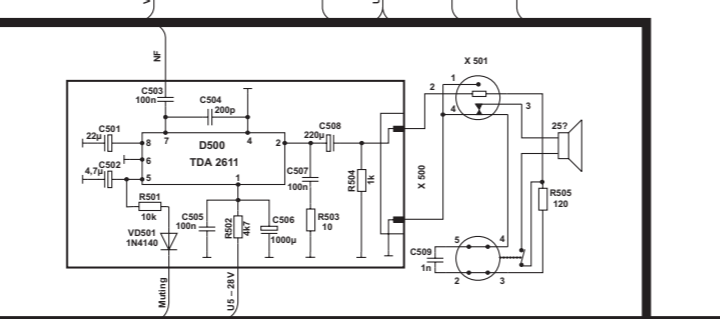 NF
X 501
C503
100n
C504
200p
1
2
3
4
22µ
C501
8
7
4
2
D500
TDA 2611
220µ
C508
25?
4,7µ
C502
6
5
1
C507
100n
R504
1k
X 500
R501
10k
C505
100n
R502
4k7
C506
1000µ
R503
10
R505
120
VD501
1N4140
C509
1n
5
4
2
3
Muting
U5 – 28V